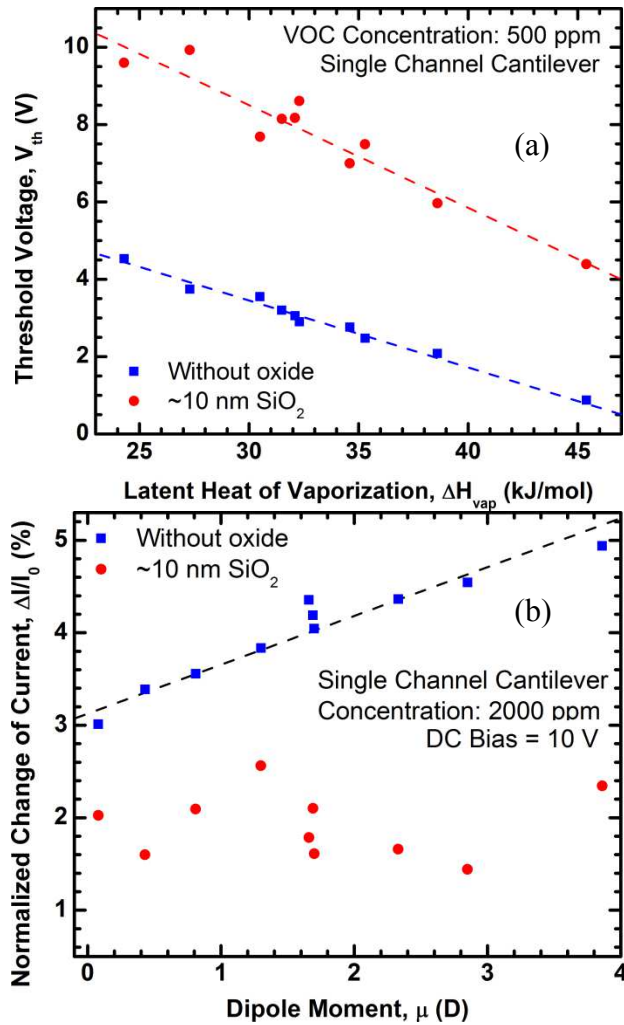 VOC Concentration: 500 ppm
Single Channel Cantilever
(a)
Threshold Voltage, V_th (V)
10
8
6
4
2
0
Without oxide
~10 nm SiO₂
25 30 35 40 45
Latent Heat of Vaporization, ΔH_vap (kJ/mol)
Normalized Change of Current, ΔI/I₀ (%)
5
4
3
2
1
Without oxide
~10 nm SiO₂
(b)
Single Channel Cantilever
Concentration: 2000 ppm
DC Bias = 10 V
0 1 2 3 4
Dipole Moment, μ (D)